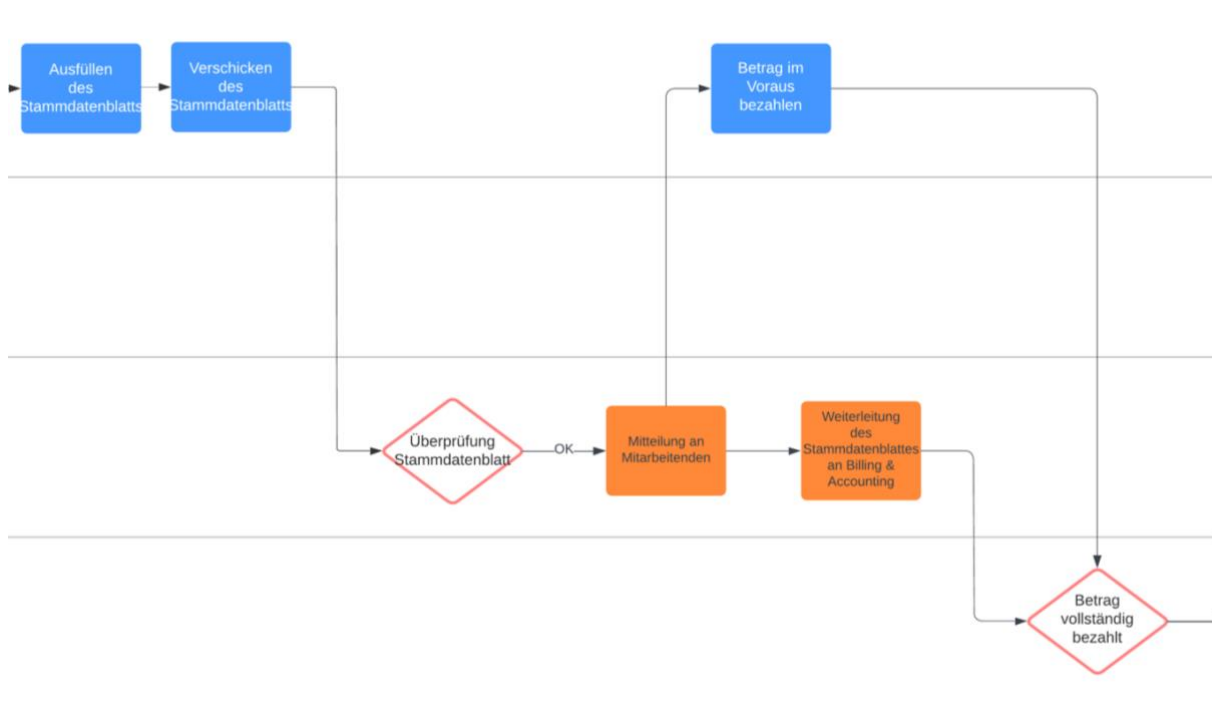 Ausfüllen
des
Stammdatenblatts
Verschicken
des
Stammdatenblatts
Betrag im
Voraus
bezahlen
Überprüfung
Stammdatenblatt
OK
Mitteilung an
Mitarbeitenden
Weiterleitung
des
Stammdatenblattes
an Billing &
Accounting
Betrag
vollständig
bezahlt